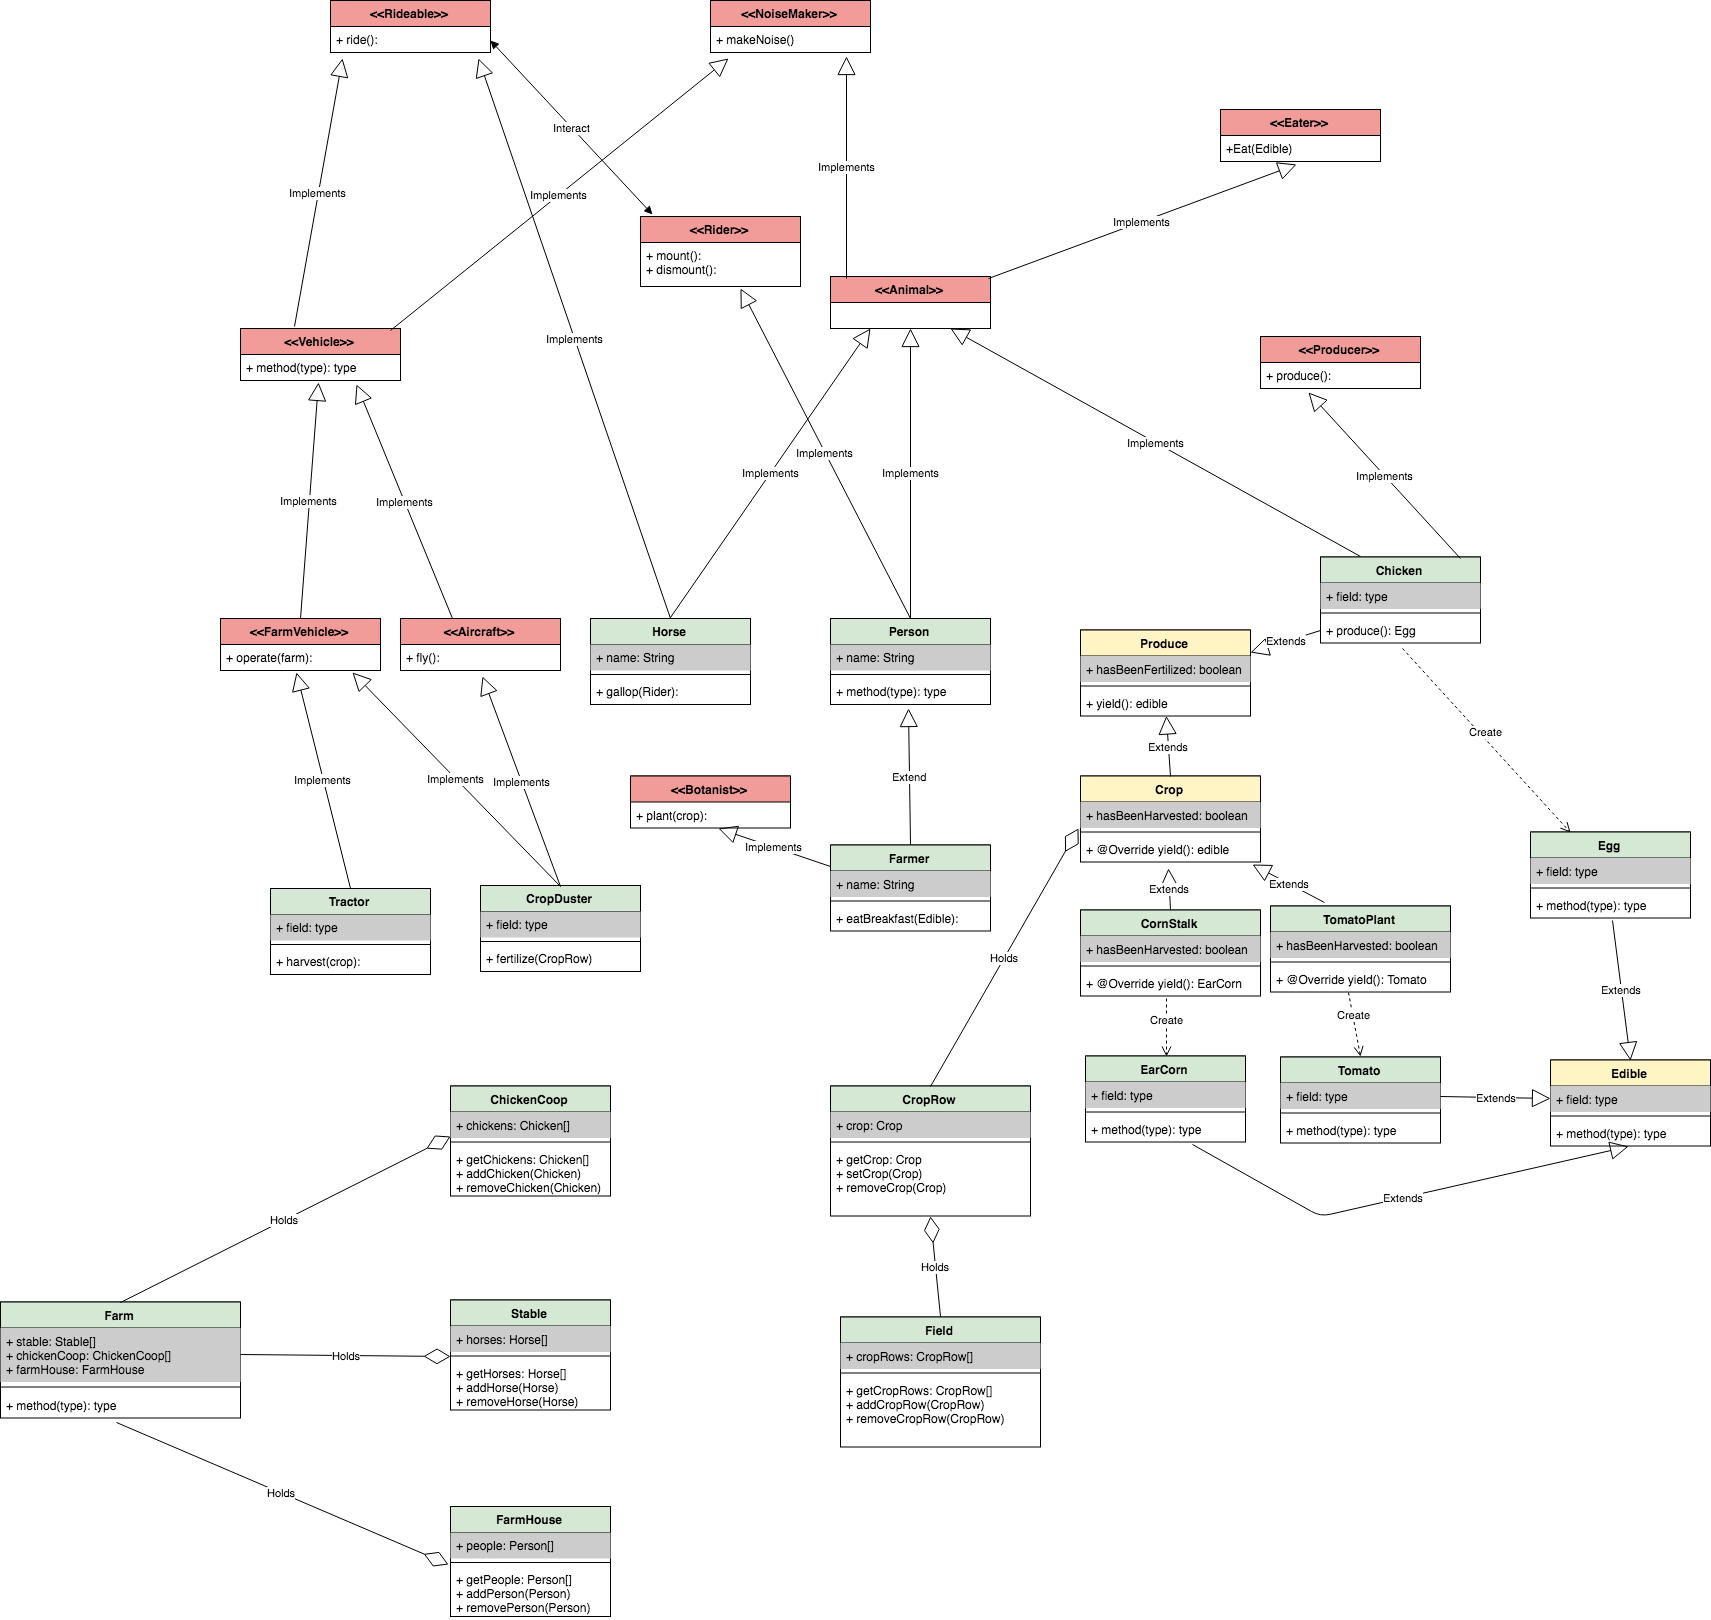 <<Rideable>>
+ ride():
<<NoiseMaker>>
+ makeNoise()
<<Eater>>
+Eat(Edible)
Interact
Implements
Implements
Implements
Implements
<<Rider>>
+ mount():
+ dismount():
<<Animal>>
<<Vehicle>>
+ method(type): type
Implements
<<Producer>>
+ produce():
Implements
Implements
Implements
Implements
Implements
Implements
Implements
Chicken
+ field: type
+ produce(): Egg
<<FarmVehicle>>
+ operate(farm):
<<Aircraft>>
+ fly():
Horse
+ name: String
+ gallop(Rider):
Person
+ name: String
+ method(type): type
Produce
+ hasBeenFertilized: boolean
+ yield(): edible
Extends
Create
Extends
Implements
Implements
Implements
Extend
<<Botanist>>
+ plant(crop):
Implements
Crop
+ hasBeenHarvested: boolean
+ @Override yield(): edible
Egg
+ field: type
+ method(type): type
Farmer
+ name: String
+ eatBreakfast(Edible):
Extends
Extends
Tractor
+ field: type
+ harvest(crop):
CropDuster
+ field: type
+ fertilize(CropRow)
CornStalk
+ hasBeenHarvested: boolean
+ @Override yield(): EarCorn
TomatoPlant
+ hasBeenHarvested: boolean
+ @Override yield(): Tomato
Holds
Extends
Create
Create
EarCorn
+ field: type
+ method(type): type
Tomato
+ field: type
+ method(type): type
Extends
Edible
+ field: type
+ method(type): type
Extends
ChickenCoop
+ chickens: Chicken[]
+ getChickens: Chicken[]
+ addChicken(Chicken)
+ removeChicken(Chicken)
CropRow
+ crop: Crop
+ getCrop: Crop
+ setCrop(Crop)
+ removeCrop(Crop)
Holds
Holds
Farm
+ stable: Stable[]
+ chickenCoop: ChickenCoop[]
+ farmHouse: FarmHouse
+ method(type): type
Holds
Stable
+ horses: Horse[]
+ getHorses: Horse[]
+ addHorse(Horse)
+ removeHorse(Horse)
Field
+ cropRows: CropRow[]
+ getCropRows: CropRow[]
+ addCropRow(CropRow)
+ removeCropRow(CropRow)
Holds
FarmHouse
+ people: Person[]
+ getPeople: Person[]
+ addPerson(Person)
+ removePerson(Person)